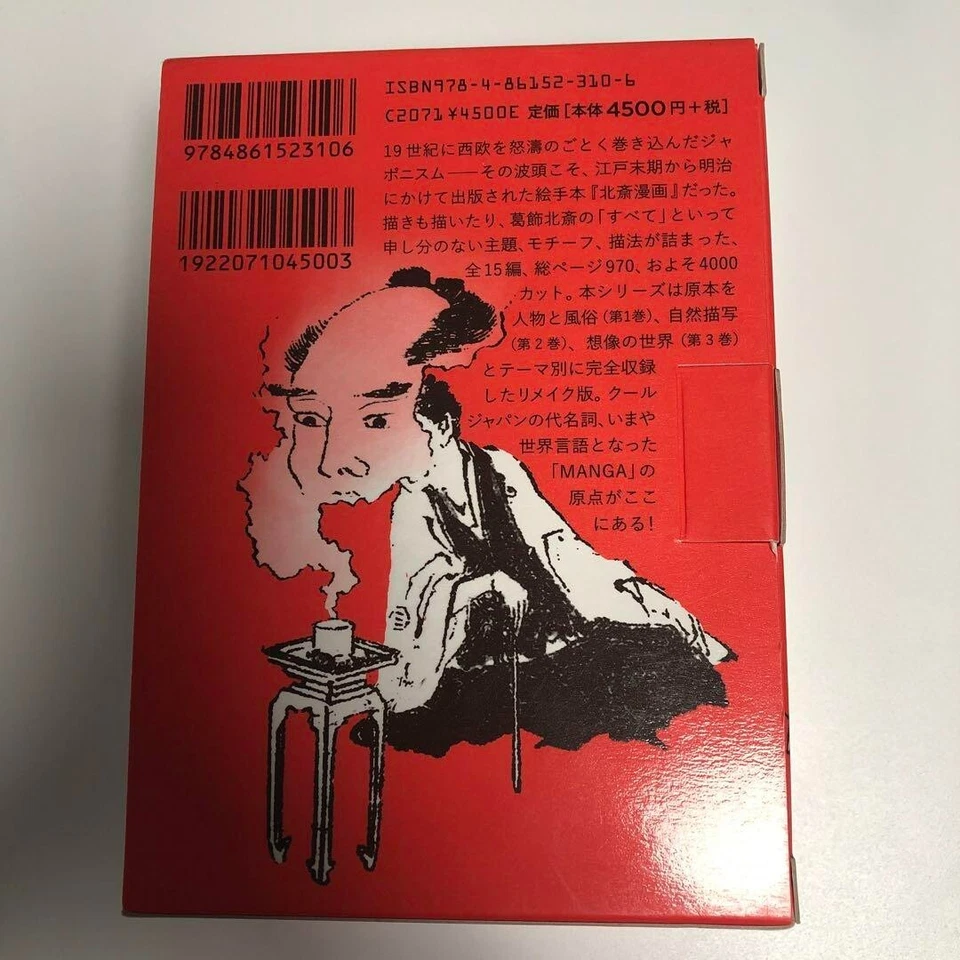 ISBN978-4-86152-310-6
C2071 ¥4500E 定価[本体4500円+税]
9784861523106
1922071045003
19世紀に西欧を怒濤のごとく巻き込んだジャ
ポニスム——その波頭こそ、江戸末期から明治
にかけて出版された絵手本『北斎漫画』だった。
描きも描いたり、葛飾北斎の「すべて」といって
申し分のない主題、モチーフ、描法が詰まった、
全15編、総ページ970、およそ4000
カット。本シリーズは原本を
人物と風俗(第1巻)、自然描写
(第2巻)、想像の世界(第3巻)
とテーマ別に完全収録
したリメイク版。クール
ジャパンの代名詞、いまや
世界言語となった
「MANGA」の
原点がここ
にある!